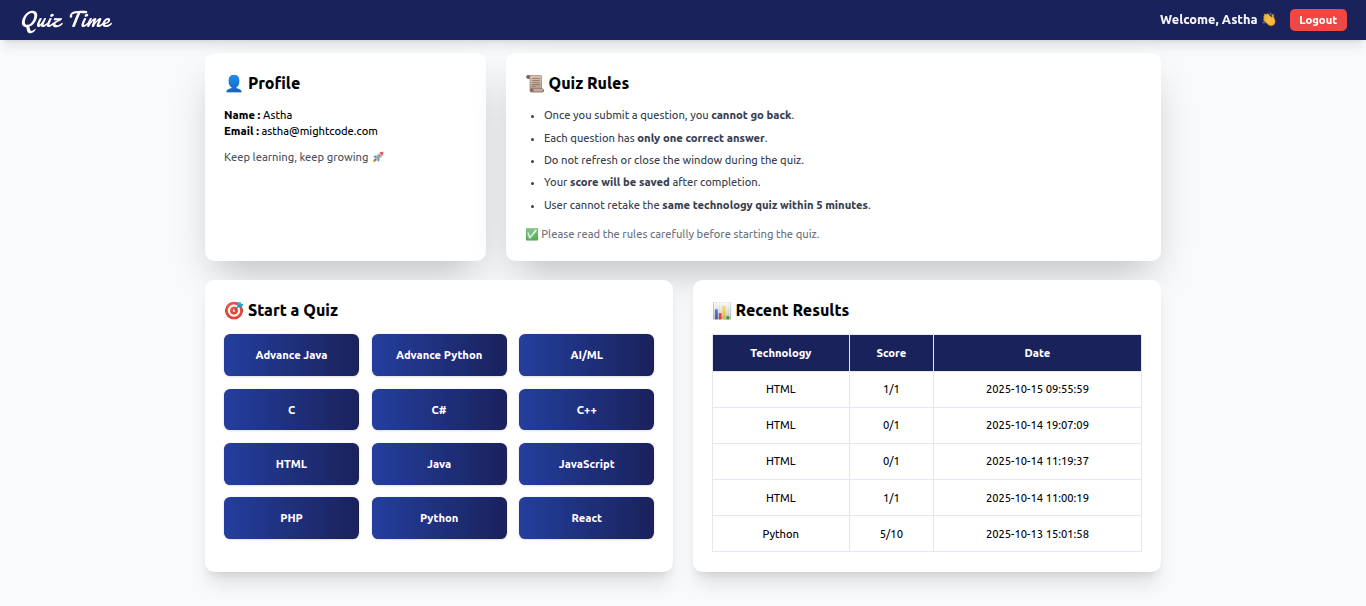 Quiz Time
Welcome, Astha 👋
Logout
👤 Profile
Name : Astha
Email : astha@mightcode.com
Keep learning, keep growing 🚀
📜 Quiz Rules
• Once you submit a question, you cannot go back.
• Each question has only one correct answer.
• Do not refresh or close the window during the quiz.
• Your score will be saved after completion.
• User cannot retake the same technology quiz within 5 minutes.
✅ Please read the rules carefully before starting the quiz.
🎯 Start a Quiz
Advance Java Advance Python AI/ML
C C# C++
HTML Java JavaScript
PHP Python React
📊 Recent Results
Technology Score Date
HTML 1/1 2025-10-15 09:55:59
HTML 0/1 2025-10-14 19:07:09
HTML 0/1 2025-10-14 11:19:37
HTML 1/1 2025-10-14 11:00:19
Python 5/10 2025-10-13 15:01:58